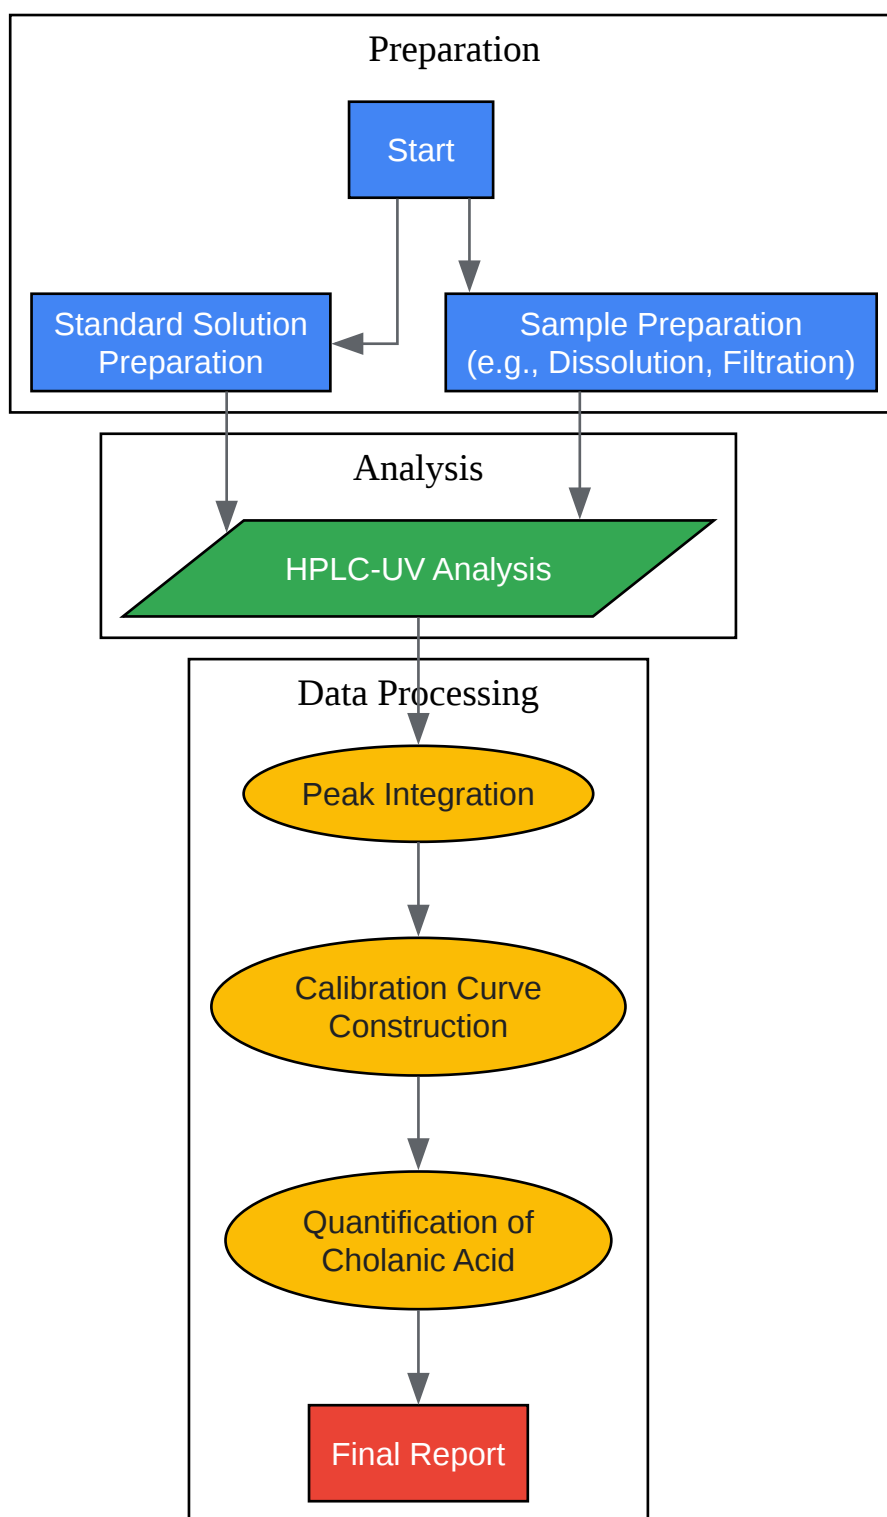 Preparation
Start
Standard Solution
Preparation
Sample Preparation
(e.g., Dissolution, Filtration)
Analysis
HPLC-UV Analysis
Data Processing
Peak Integration
Calibration Curve
Construction
Quantification of
Cholanic Acid
Final Report